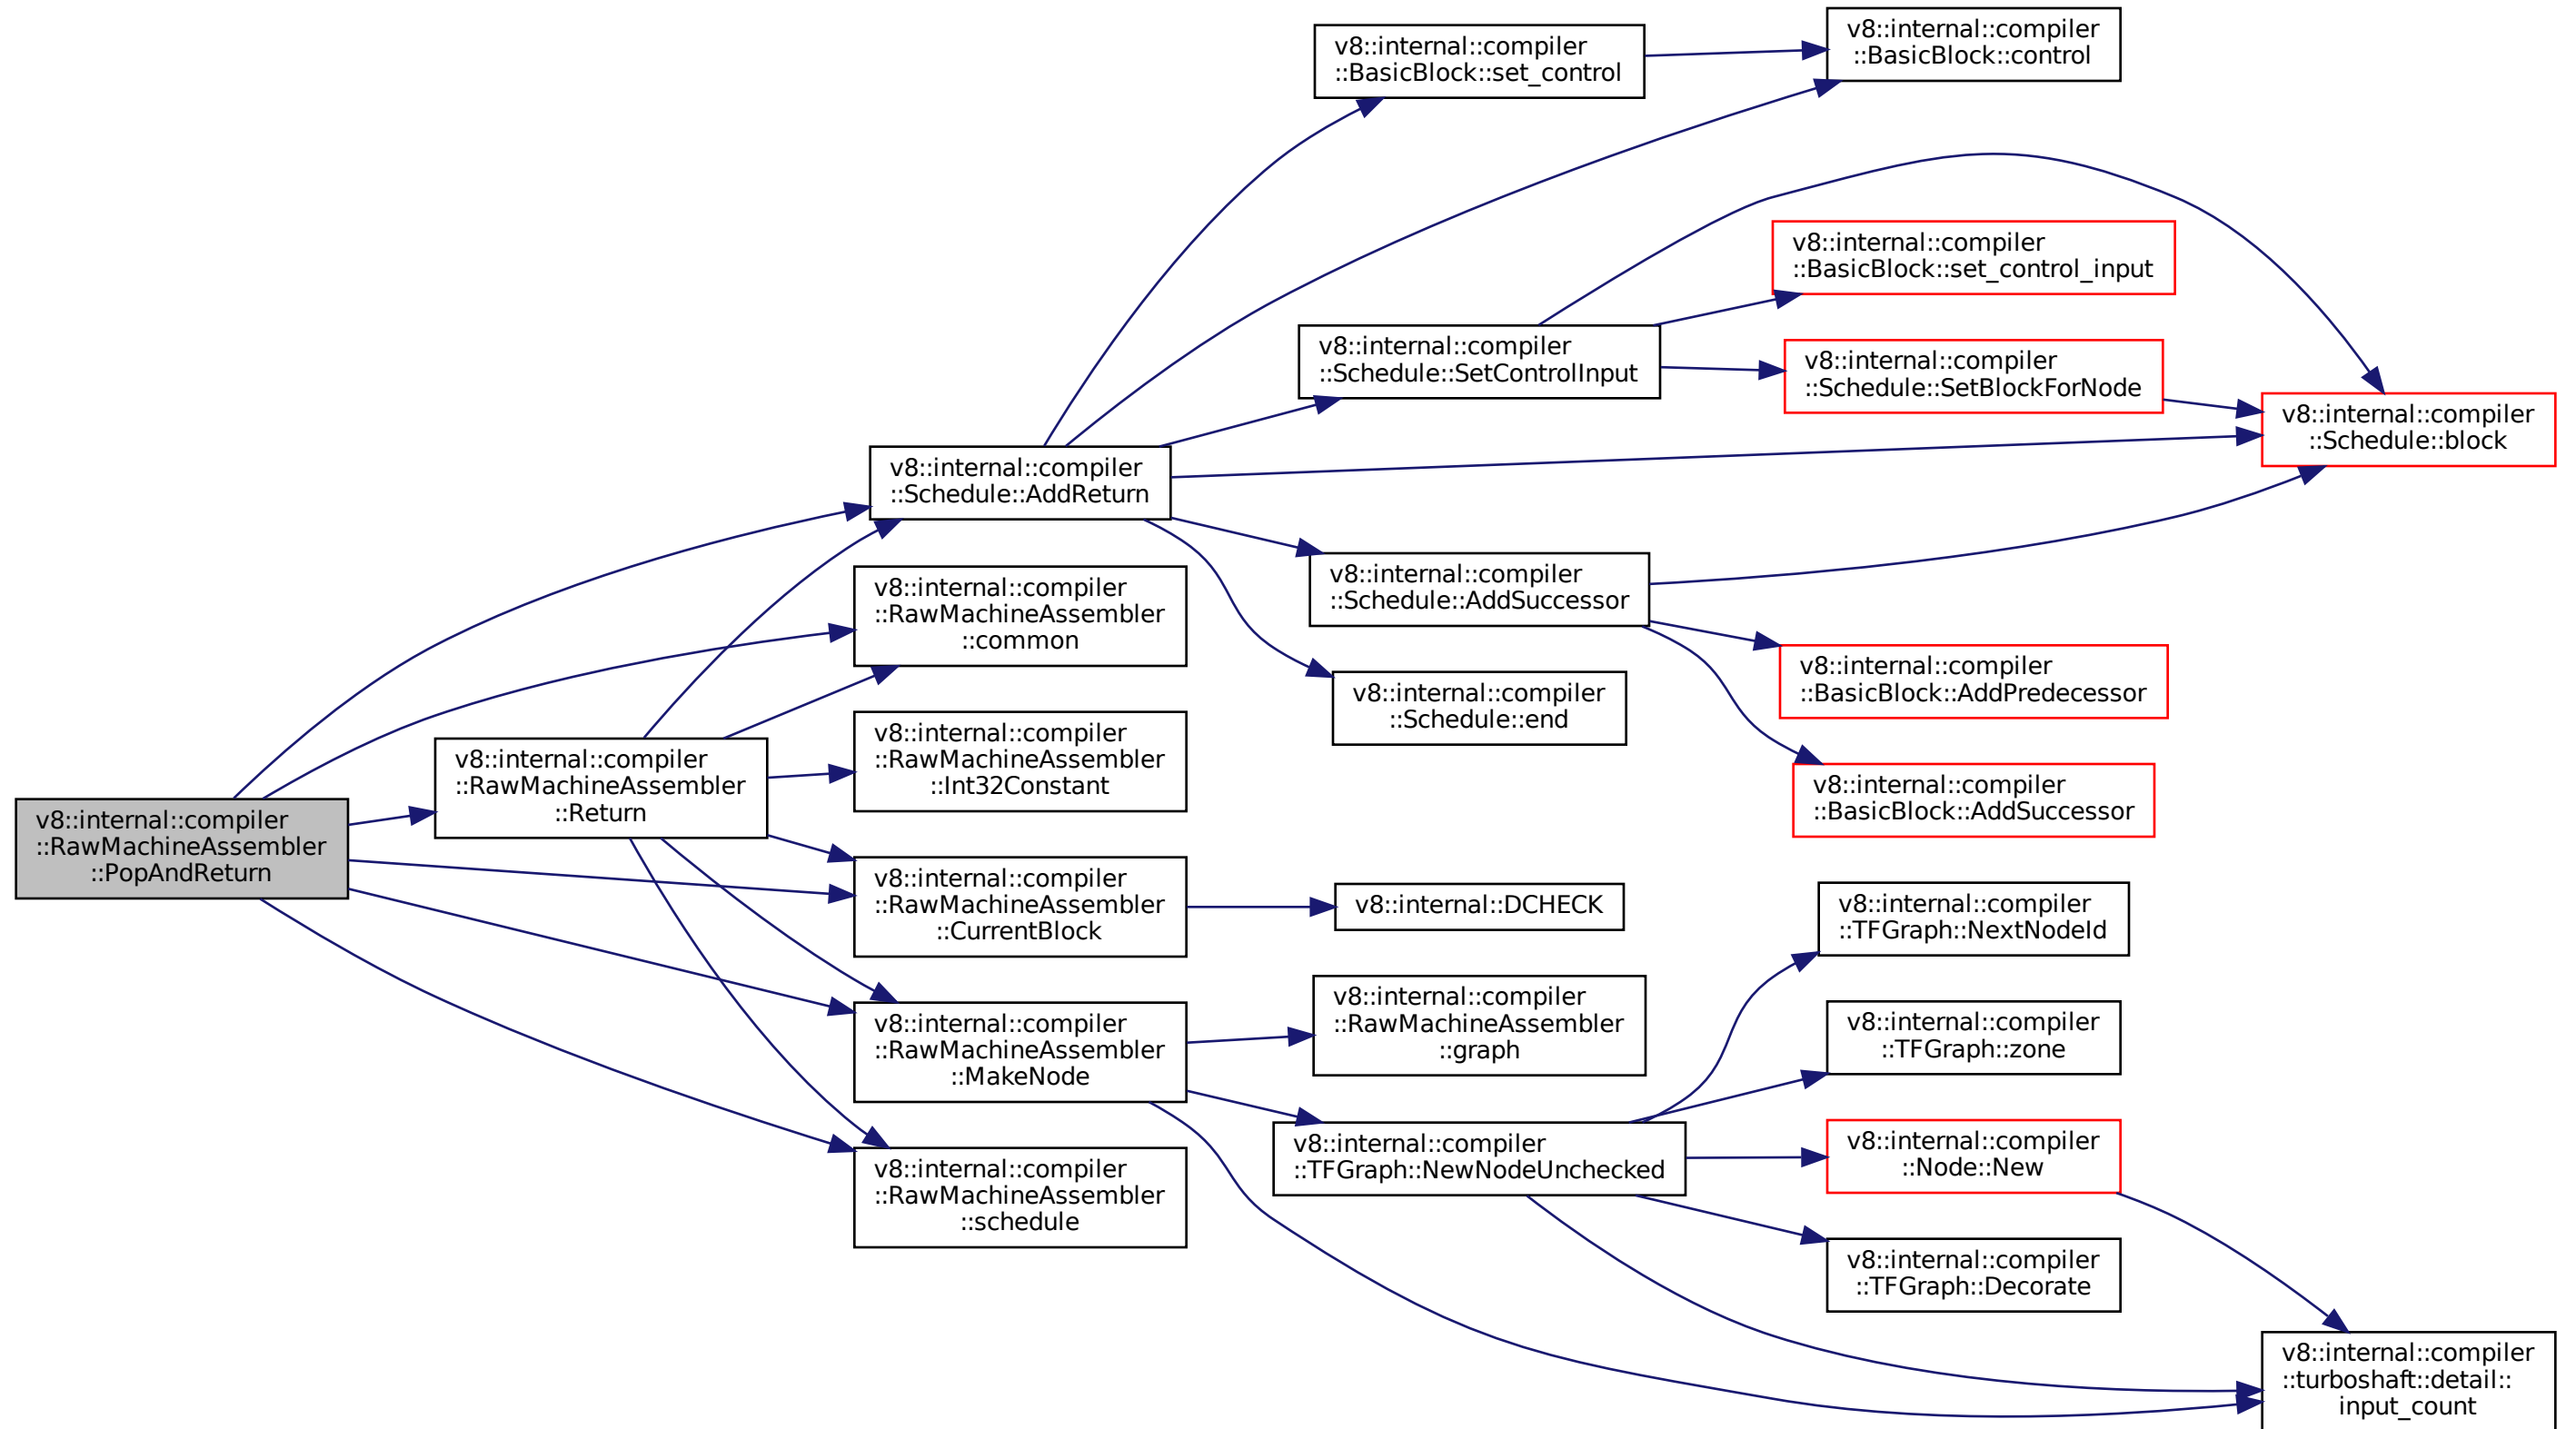 v8::internal::compiler
::RawMachineAssembler
::PopAndReturn
v8::internal::compiler
::RawMachineAssembler
::Return
v8::internal::compiler
::Schedule::AddReturn
v8::internal::compiler
::RawMachineAssembler
::common
v8::internal::compiler
::RawMachineAssembler
::Int32Constant
v8::internal::compiler
::RawMachineAssembler
::CurrentBlock
v8::internal::compiler
::RawMachineAssembler
::MakeNode
v8::internal::compiler
::RawMachineAssembler
::schedule
v8::internal::compiler
::BasicBlock::set_control
v8::internal::compiler
::Schedule::SetControlInput
v8::internal::compiler
::Schedule::AddSuccessor
v8::internal::compiler
::Schedule::end
v8::internal::DCHECK
v8::internal::compiler
::RawMachineAssembler
::graph
v8::internal::compiler
::TFGraph::NewNodeUnchecked
v8::internal::compiler
::BasicBlock::control
v8::internal::compiler
::BasicBlock::set_control_input
v8::internal::compiler
::Schedule::SetBlockForNode
v8::internal::compiler
::BasicBlock::AddPredecessor
v8::internal::compiler
::BasicBlock::AddSuccessor
v8::internal::compiler
::TFGraph::NextNodeId
v8::internal::compiler
::TFGraph::zone
v8::internal::compiler
::Node::New
v8::internal::compiler
::TFGraph::Decorate
v8::internal::compiler
::Schedule::block
v8::internal::compiler
::turboshaft::detail::
input_count